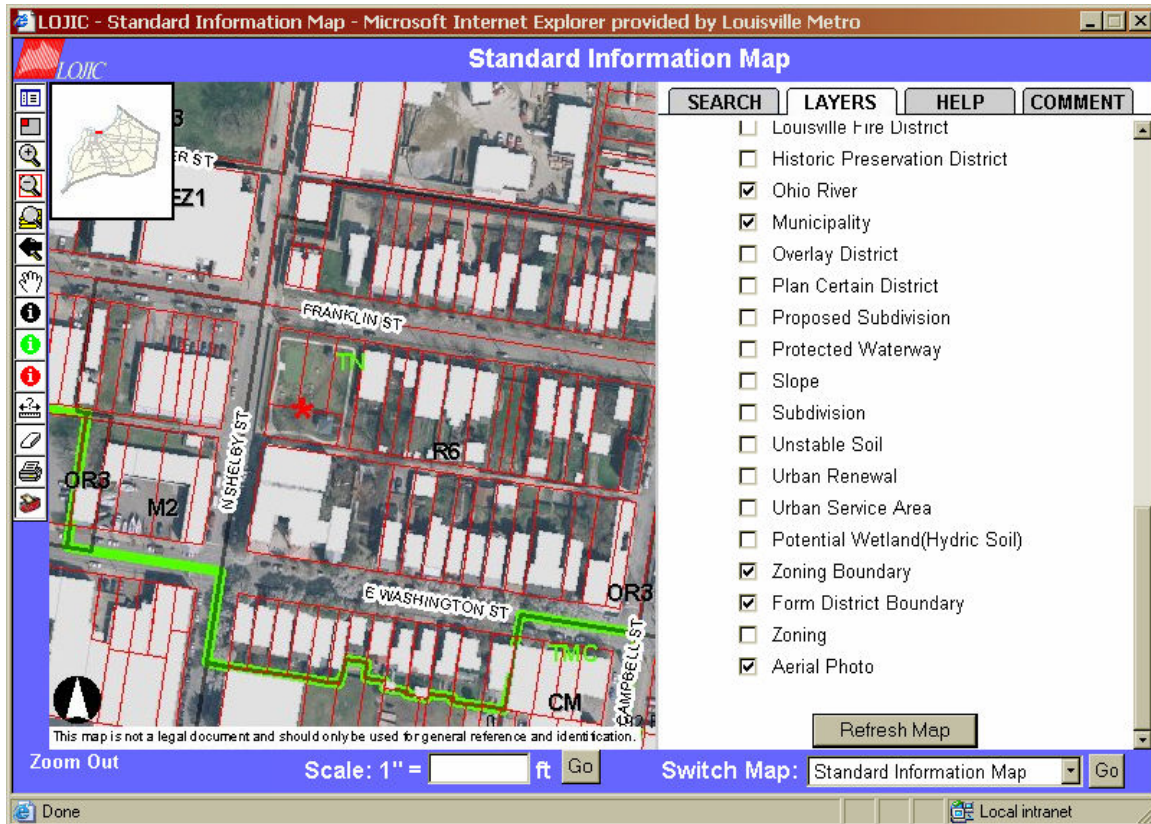 LOJIC - Standard Information Map - Microsoft Internet Explorer provided by Louisville Metro
LOJIC
Standard Information Map
SEARCH
LAYERS
HELP
COMMENT
Louisville Fire District
Historic Preservation District
Ohio River
Municipality
Overlay District
Plan Certain District
Proposed Subdivision
Protected Waterway
Slope
Subdivision
Unstable Soil
Urban Renewal
Urban Service Area
Potential Wetland(Hydric Soil)
Zoning Boundary
Form District Boundary
Zoning
Aerial Photo
Refresh Map
ER ST
EZ1
FRANKLIN ST
TN
N SHELBY ST
R6
OR3
M2
E WASHINGTON ST
OR3
TMC
AMPBELL ST
CM
This map is not a legal document and should only be used for general reference and identification.
Zoom Out
Scale: 1" =
ft
Go
Switch Map:
Standard Information Map
Go
Done
Local intranet